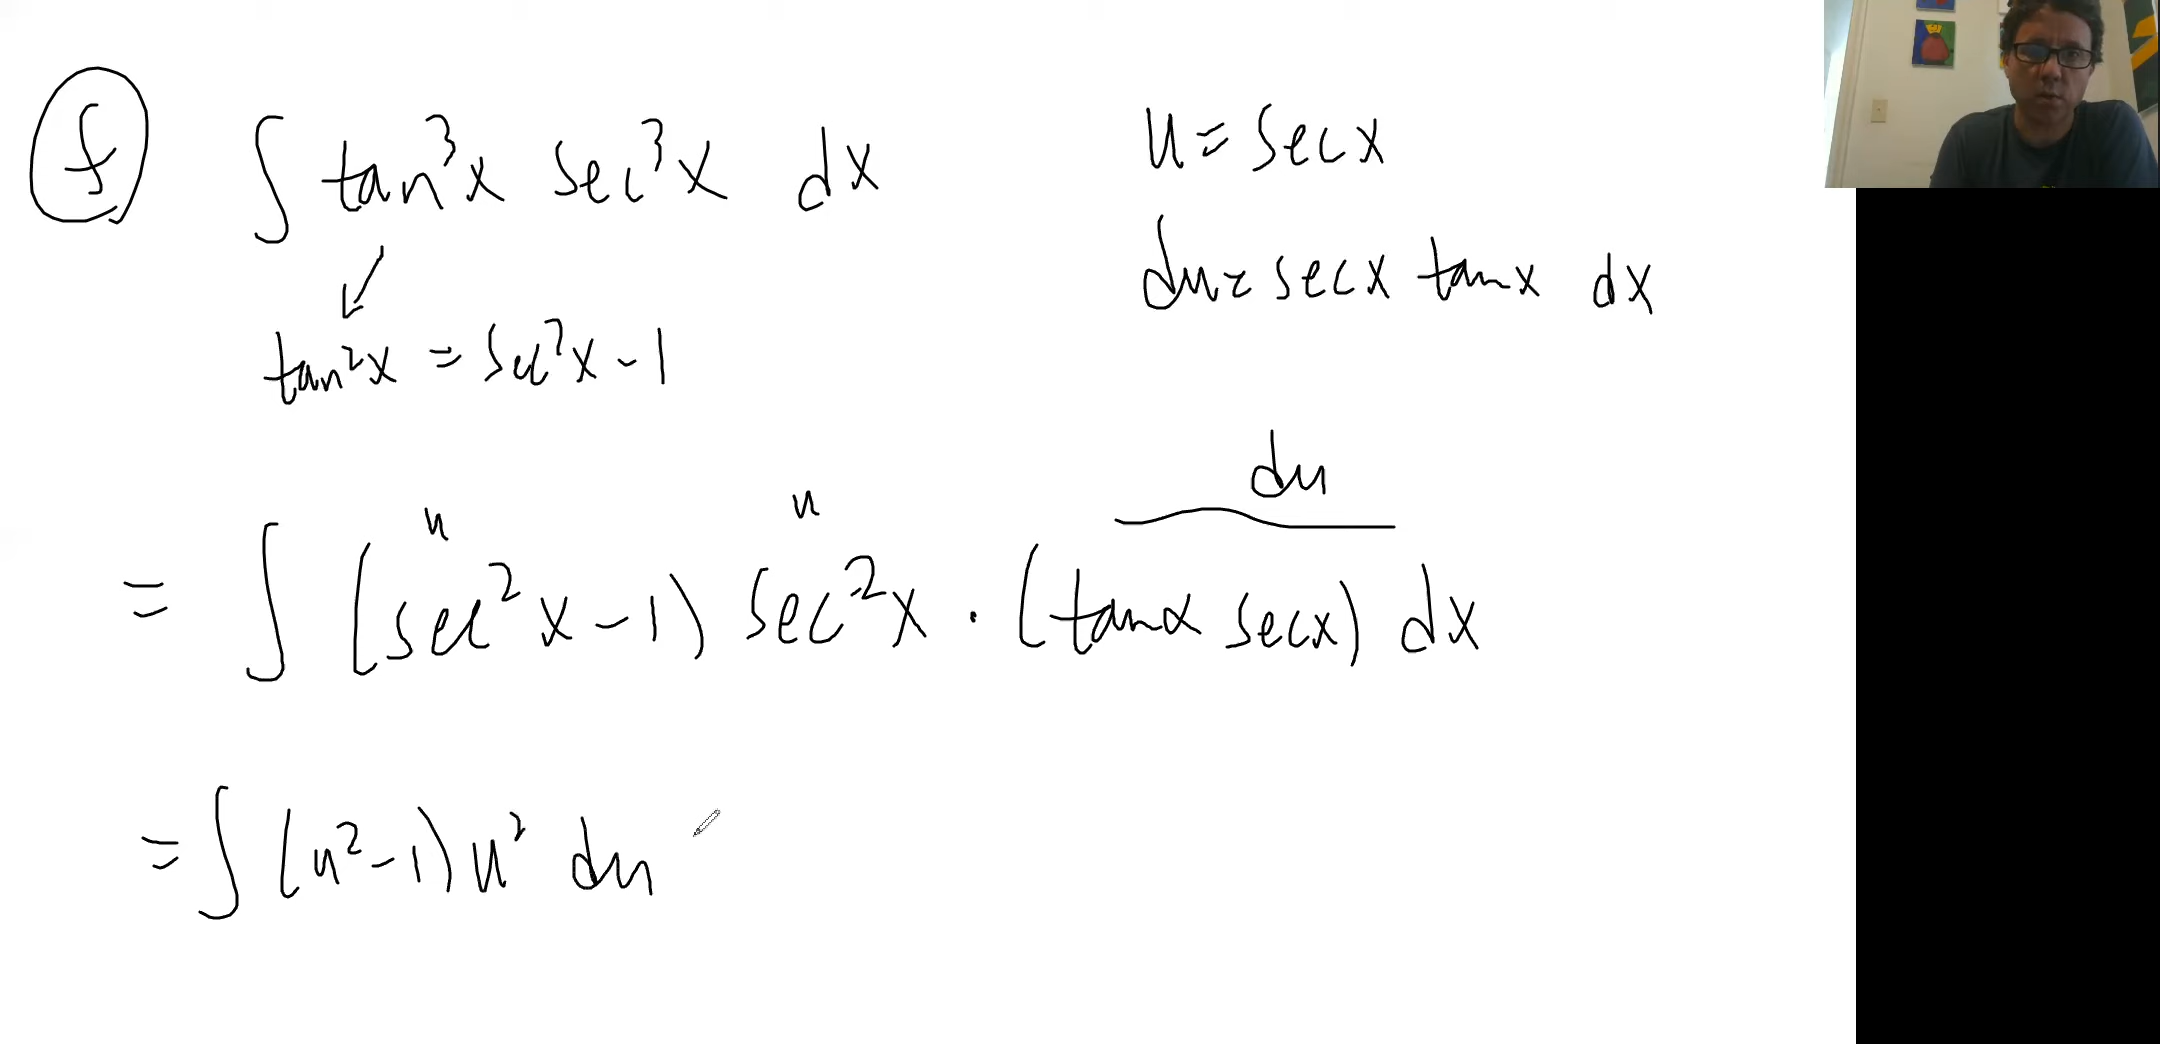 f ∫ tan³x sec³x dx
u = sec x
du = sec x tan x dx
tan²x = sec²x - 1
du
u u
= ∫ (sec²x - 1) sec²x · (tan x sec x) dx
= ∫ (u² - 1) u² du